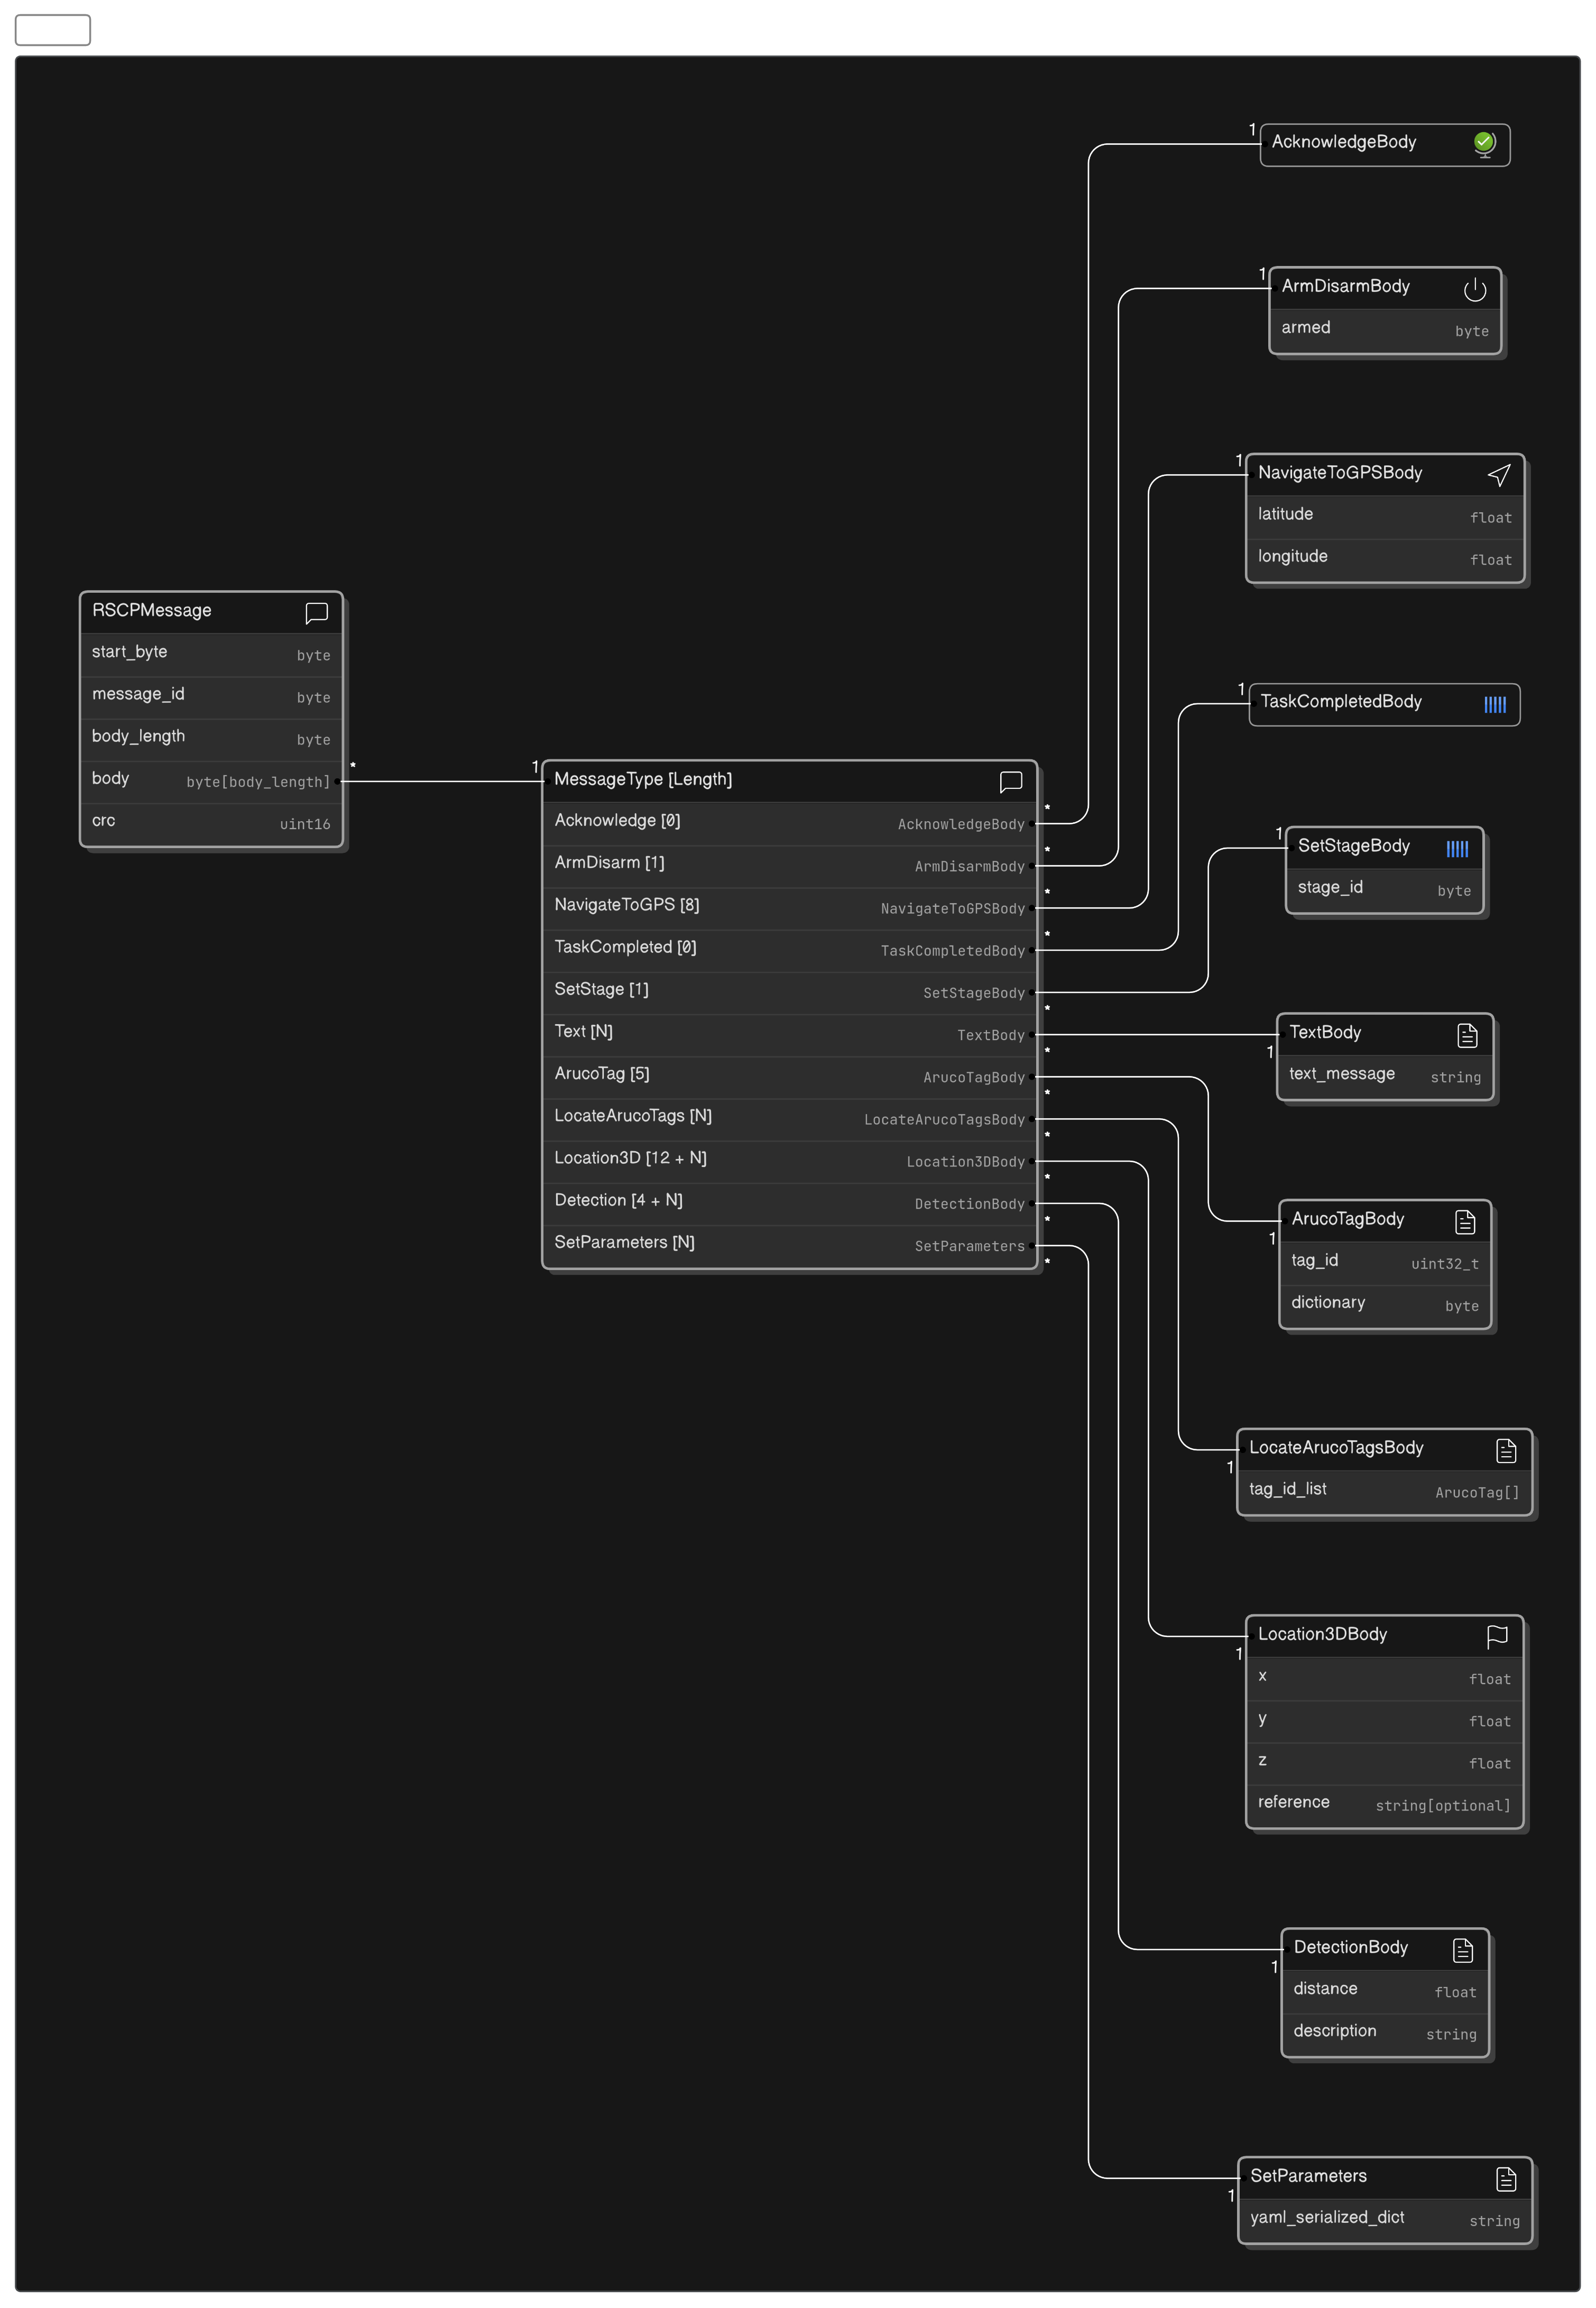 RSCPMessage
start_byte byte
message_id byte
body_length byte
body byte[body_length]
crc uint16
*
1
MessageType [Length]
Acknowledge [0] AcknowledgeBody
*
ArmDisarm [1] ArmDisarmBody
*
NavigateToGPS [8] NavigateToGPSBody
*
TaskCompleted [0] TaskCompletedBody
*
SetStage [1] SetStageBody
*
Text [N] TextBody
*
ArucoTag [5] ArucoTagBody
*
LocateArucoTags [N] LocateArucoTagsBody
*
Location3D [12 + N] Location3DBody
*
Detection [4 + N] DetectionBody
*
SetParameters [N] SetParameters
*
1
AcknowledgeBody
1
ArmDisarmBody
armed byte
1
NavigateToGPSBody
latitude float
longitude float
1
TaskCompletedBody
1
SetStageBody
stage_id byte
1
TextBody
text_message string
1
ArucoTagBody
tag_id uint32_t
dictionary byte
1
LocateArucoTagsBody
tag_id_list ArucoTag[]
1
Location3DBody
x float
y float
z float
reference string[optional]
1
DetectionBody
distance float
description string
1
SetParameters
yaml_serialized_dict string